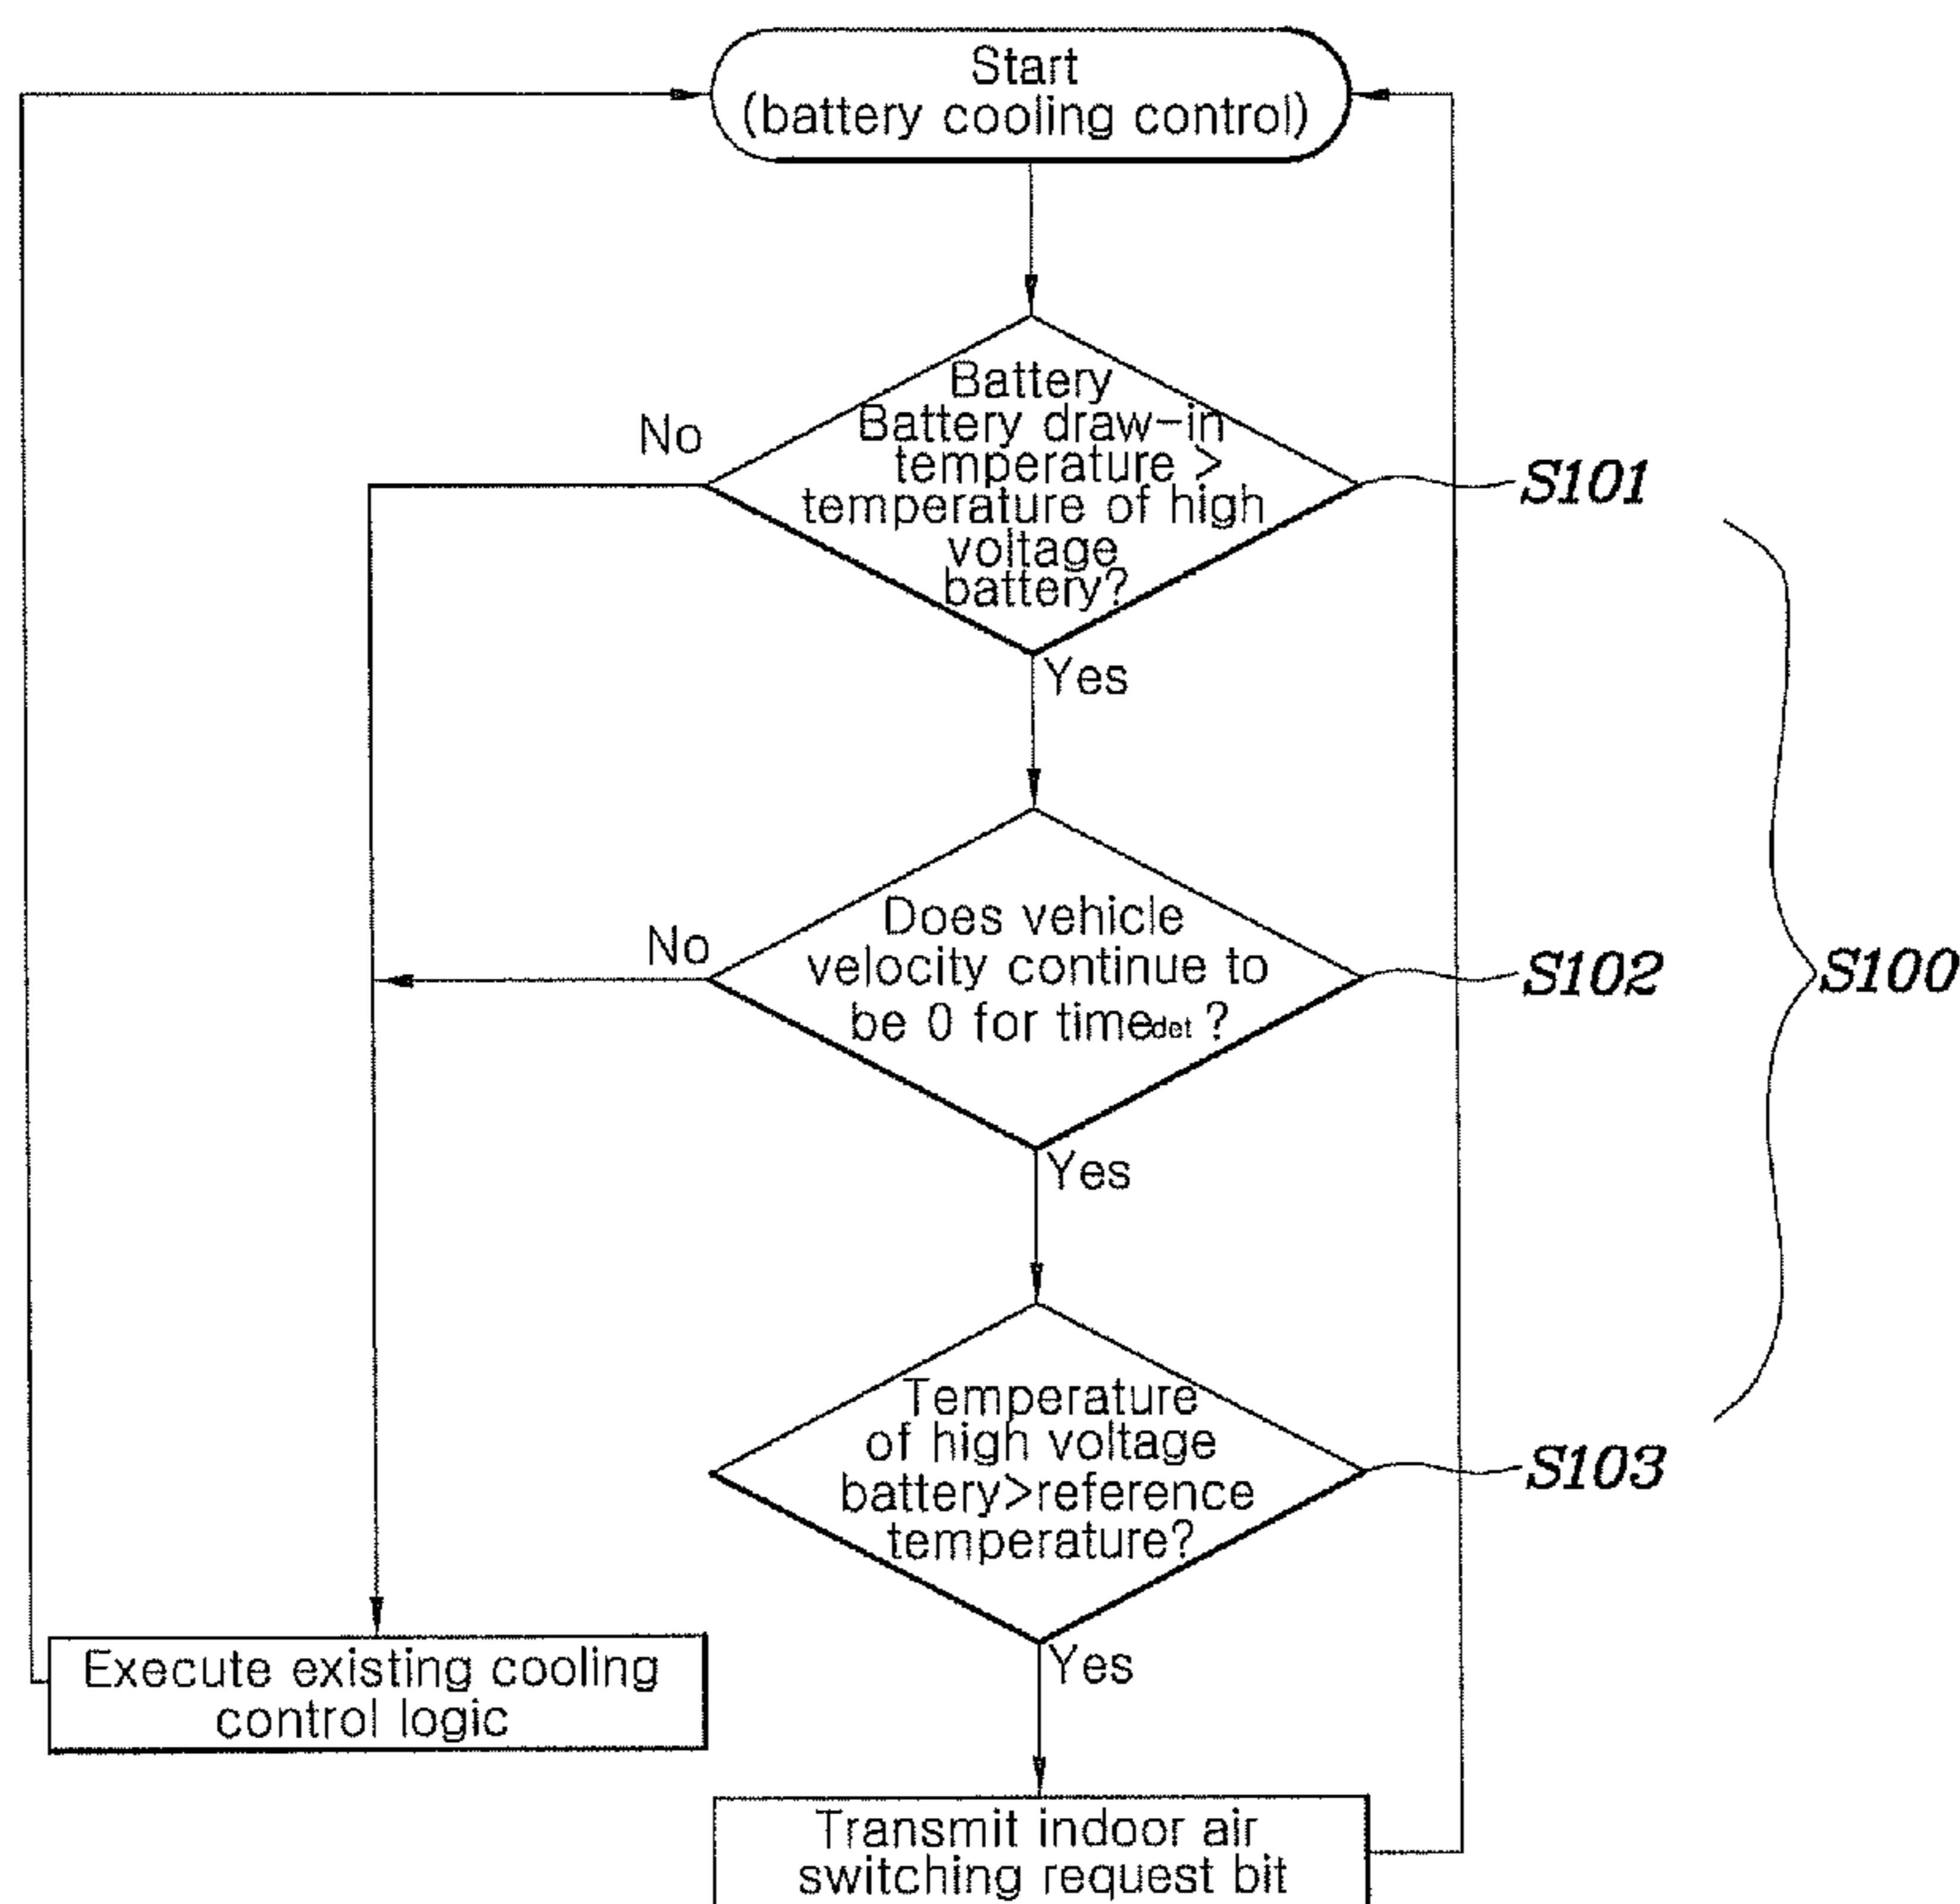 Start
(battery cooling control)
Battery
Battery draw-in
temperature >
temperature of high
voltage
battery?
No
S101
Yes
Does vehicle
velocity continue to
be 0 for timedet ?
No
S102
S100
Yes
Temperature
of high voltage
battery>reference
temperature?
S103
Yes
Execute existing cooling
control logic
Transmit indoor air
switching request bit